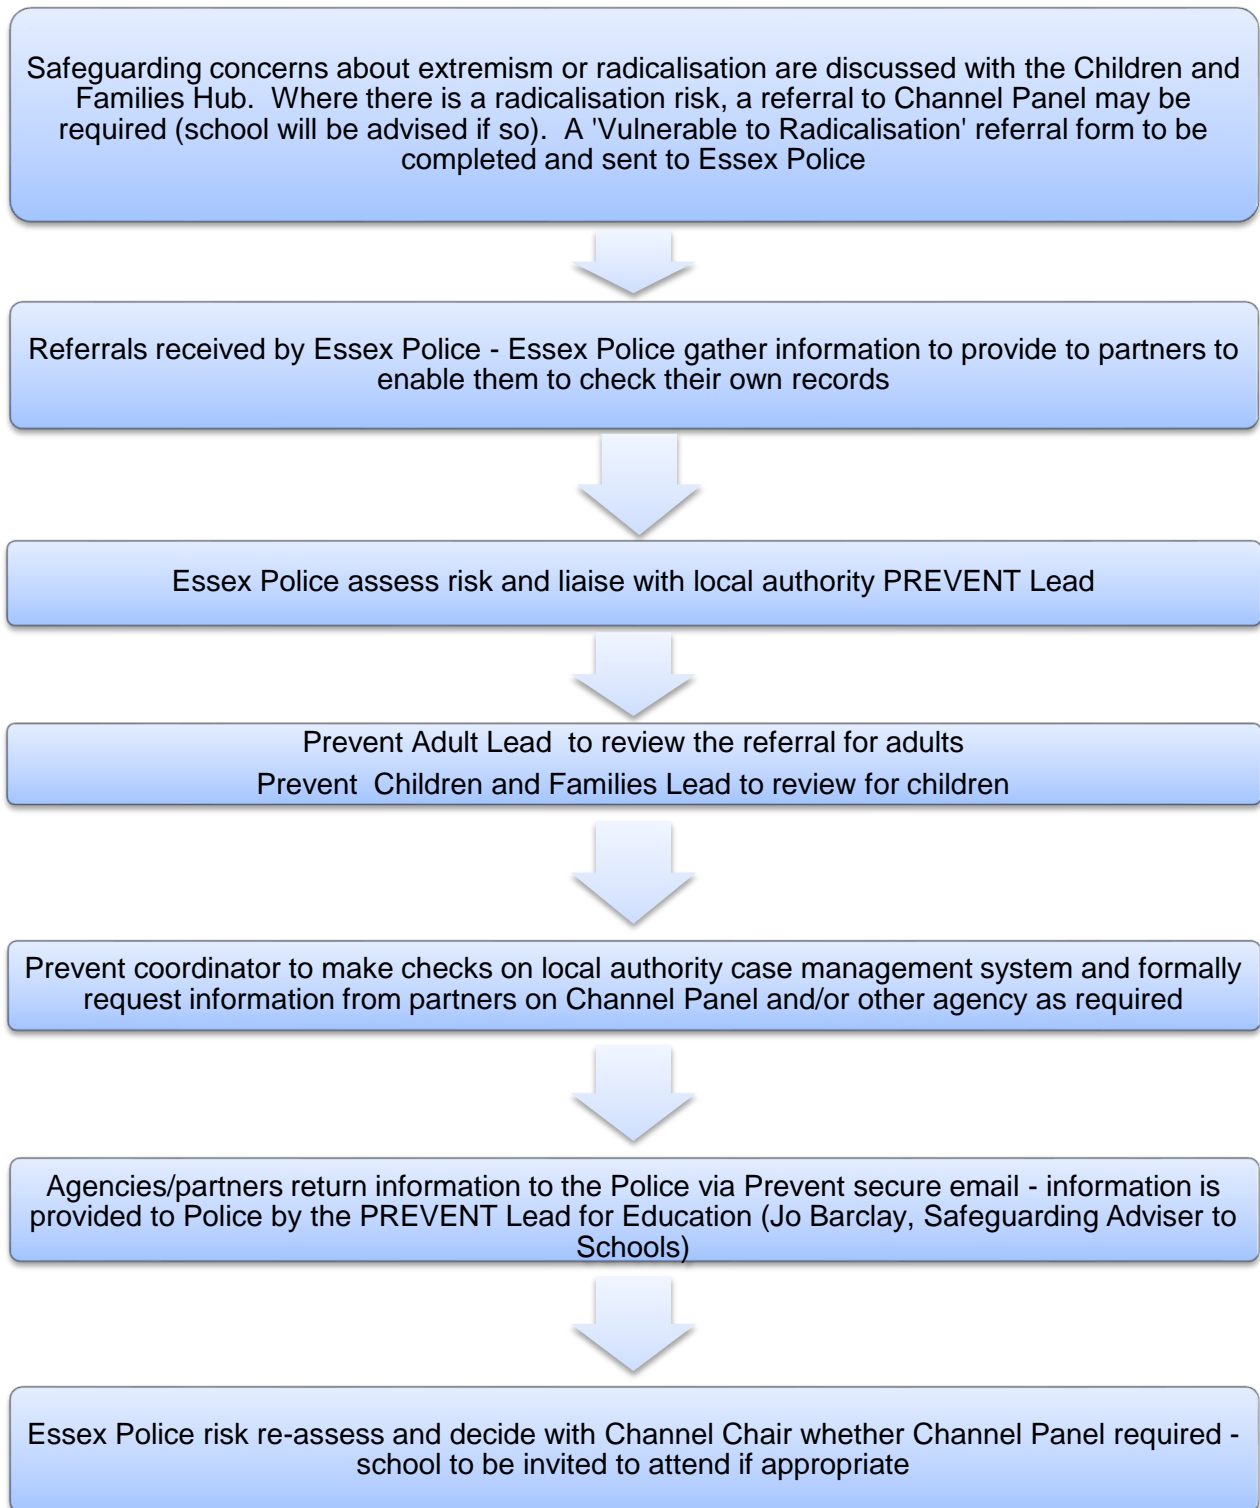 Safeguarding concerns about extremism or radicalisation are discussed with the Children and
Families Hub.  Where there is a radicalisation risk, a referral to Channel Panel may be
required (school will be advised if so).  A 'Vulnerable to Radicalisation' referral form to be
completed and sent to Essex Police
Referrals received by Essex Police - Essex Police gather information to provide to partners to
enable them to check their own records
Essex Police assess risk and liaise with local authority PREVENT Lead
Prevent Adult Lead  to review the referral for adults
Prevent  Children and Families Lead to review for children
Prevent coordinator to make checks on local authority case management system and formally
request information from partners on Channel Panel and/or other agency as required
Agencies/partners return information to the Police via Prevent secure email - information is
provided to Police by the PREVENT Lead for Education (Jo Barclay, Safeguarding Adviser to
Schools)
Essex Police risk re-assess and decide with Channel Chair whether Channel Panel required -
school to be invited to attend if appropriate